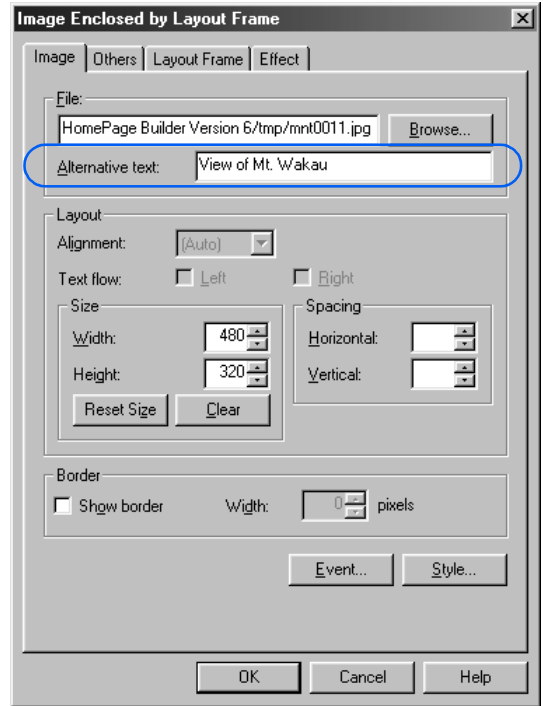 Image Enclosed by Layout Frame
Image Others Layout Frame Effect
File:
HomePage Builder Version 6/tmp/mnt0011.jpg Browse...
Alternative text: View of Mt. Wakau
Layout
Alignment: (Auto)
Text flow: Left Right
Size Spacing
Width: 480 Horizontal:
Height: 320 Vertical:
Reset Size Clear
Border
Show border Width: 0 pixels
Event... Style...
OK Cancel Help